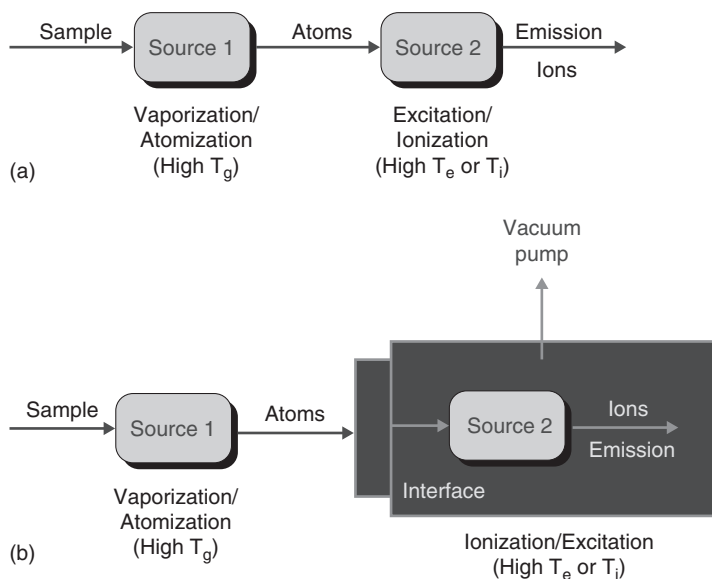 Sample
Source 1
Atoms
Source 2
Emission
Ions
Vaporization/
Atomization
(High Tg)
Excitation/
Ionization
(High Te or Ti)
(a)
Vacuum
pump
Sample
Source 1
Atoms
Source 2
Ions
Emission
Interface
Vaporization/
Atomization
(High Tg)
Ionization/Excitation
(High Te or Ti)
(b)